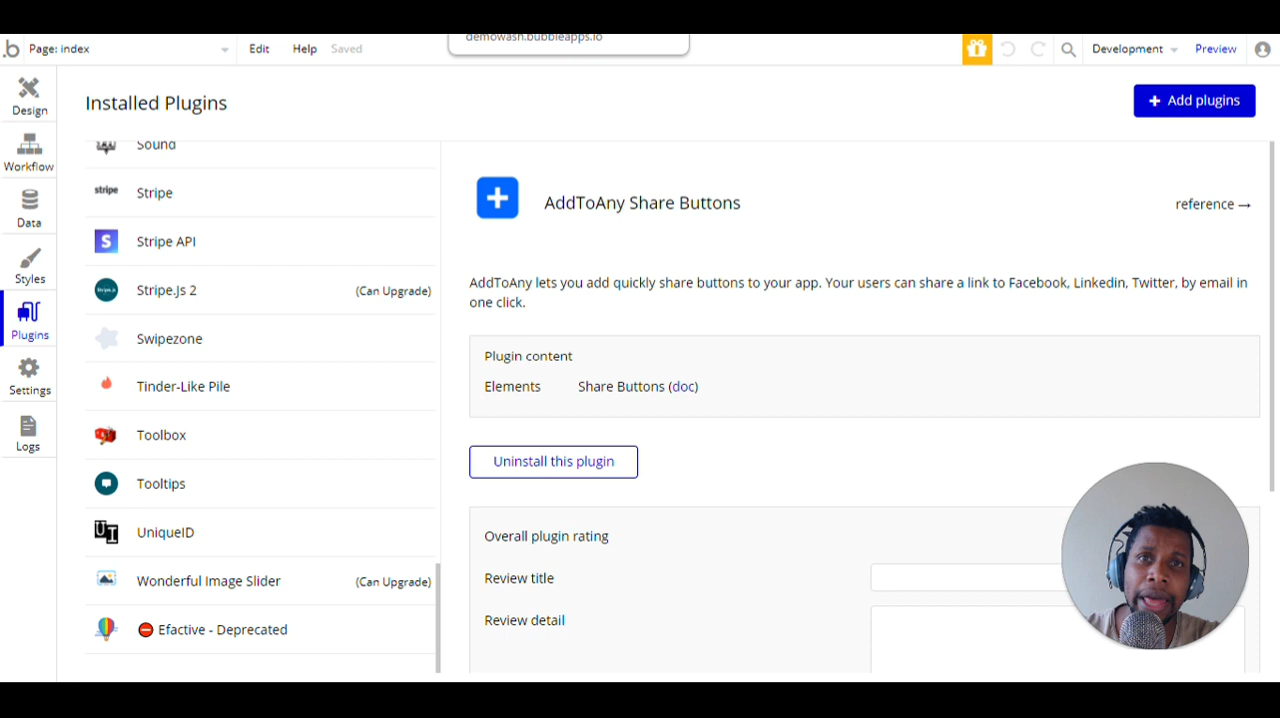 demowash.bubbleapps.io
.b Page: index Edit Help Saved Development Preview
Design
Workflow
Data
Styles
Plugins
Settings
Logs
Installed Plugins
+ Add plugins
Sound
stripe Stripe
S Stripe API
Stripe.Js 2 (Can Upgrade)
Swipezone
Tinder-Like Pile
Toolbox
Tooltips
UI UniqueID
Wonderful Image Slider (Can Upgrade)
Efactive - Deprecated
AddToAny Share Buttons
reference →
AddToAny lets you add quickly share buttons to your app. Your users can share a link to Facebook, Linkedin, Twitter, by email in
one click.
Plugin content
Elements Share Buttons (doc)
Uninstall this plugin
Overall plugin rating
Review title
Review detail